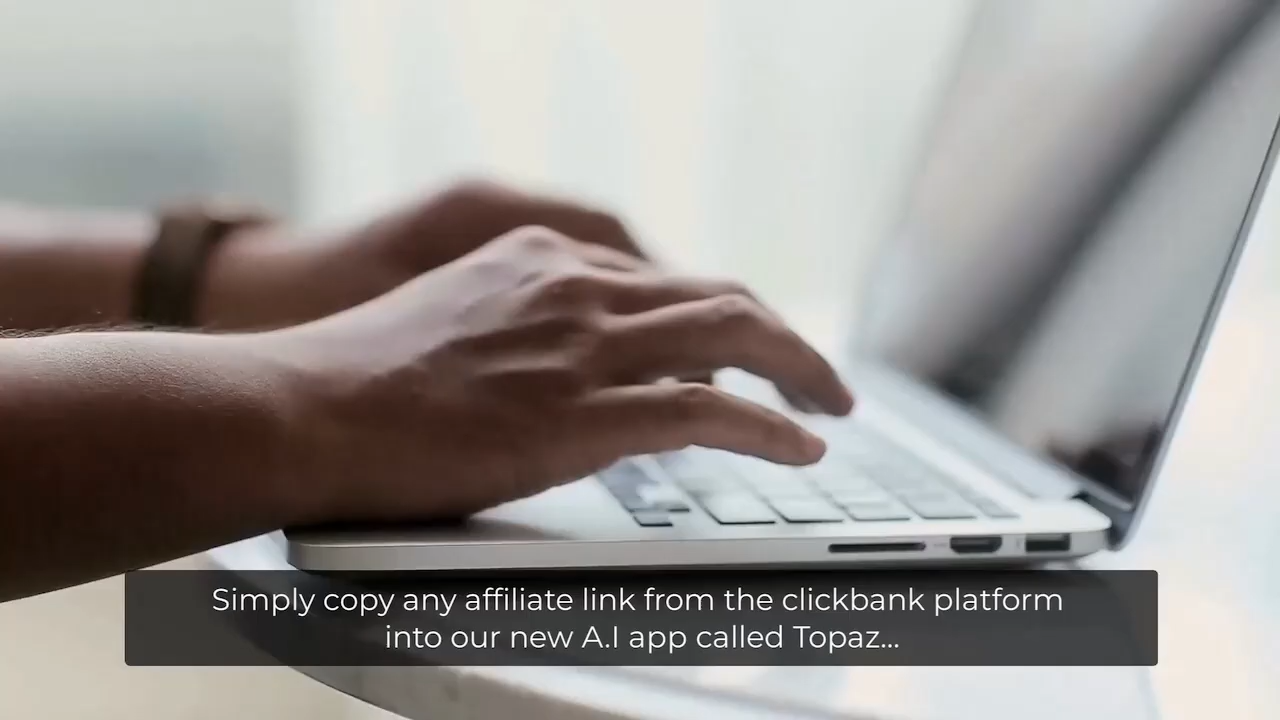 Simply copy any affiliate link from the clickbank platform
into our new A.I app called Topaz...